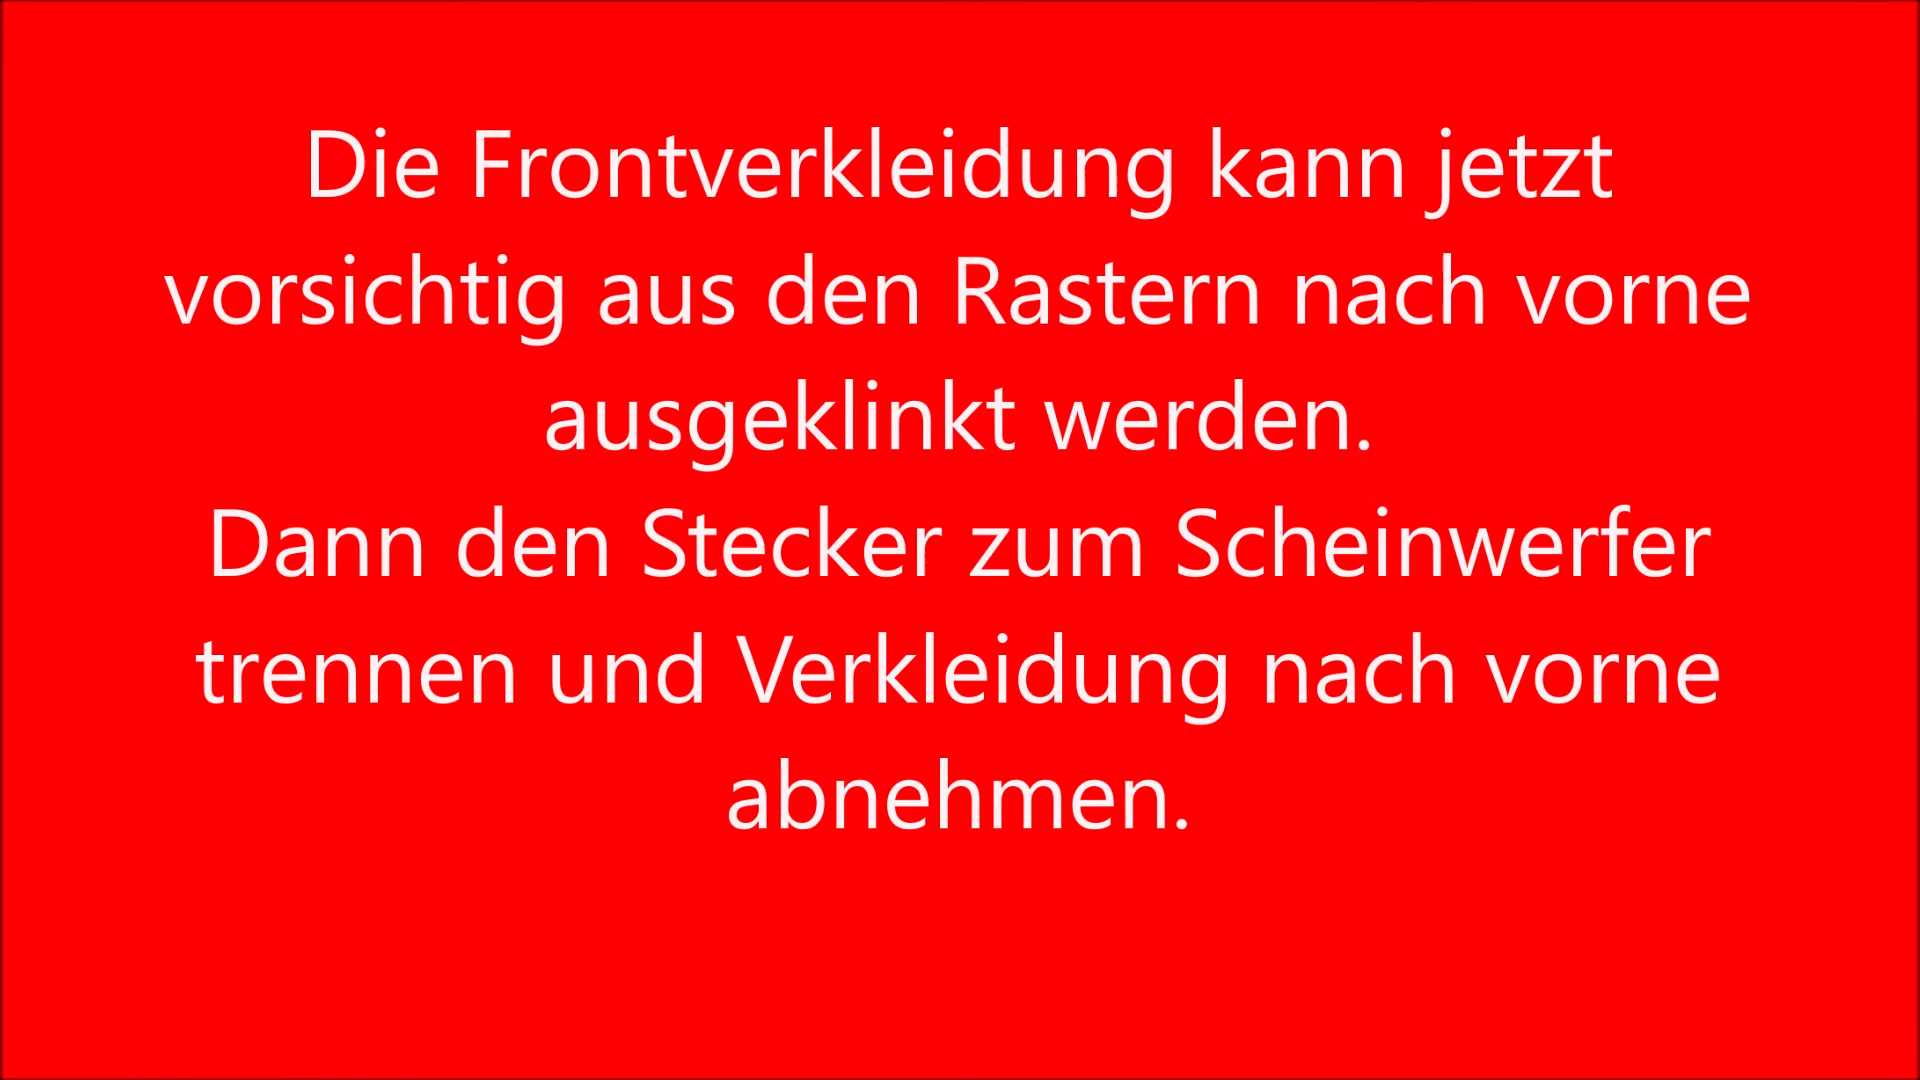 Die Frontverkleidung kann jetzt
vorsichtig aus den Rastern nach vorne
ausgeklinkt werden.
Dann den Stecker zum Scheinwerfer
trennen und Verkleidung nach vorne
abnehmen.